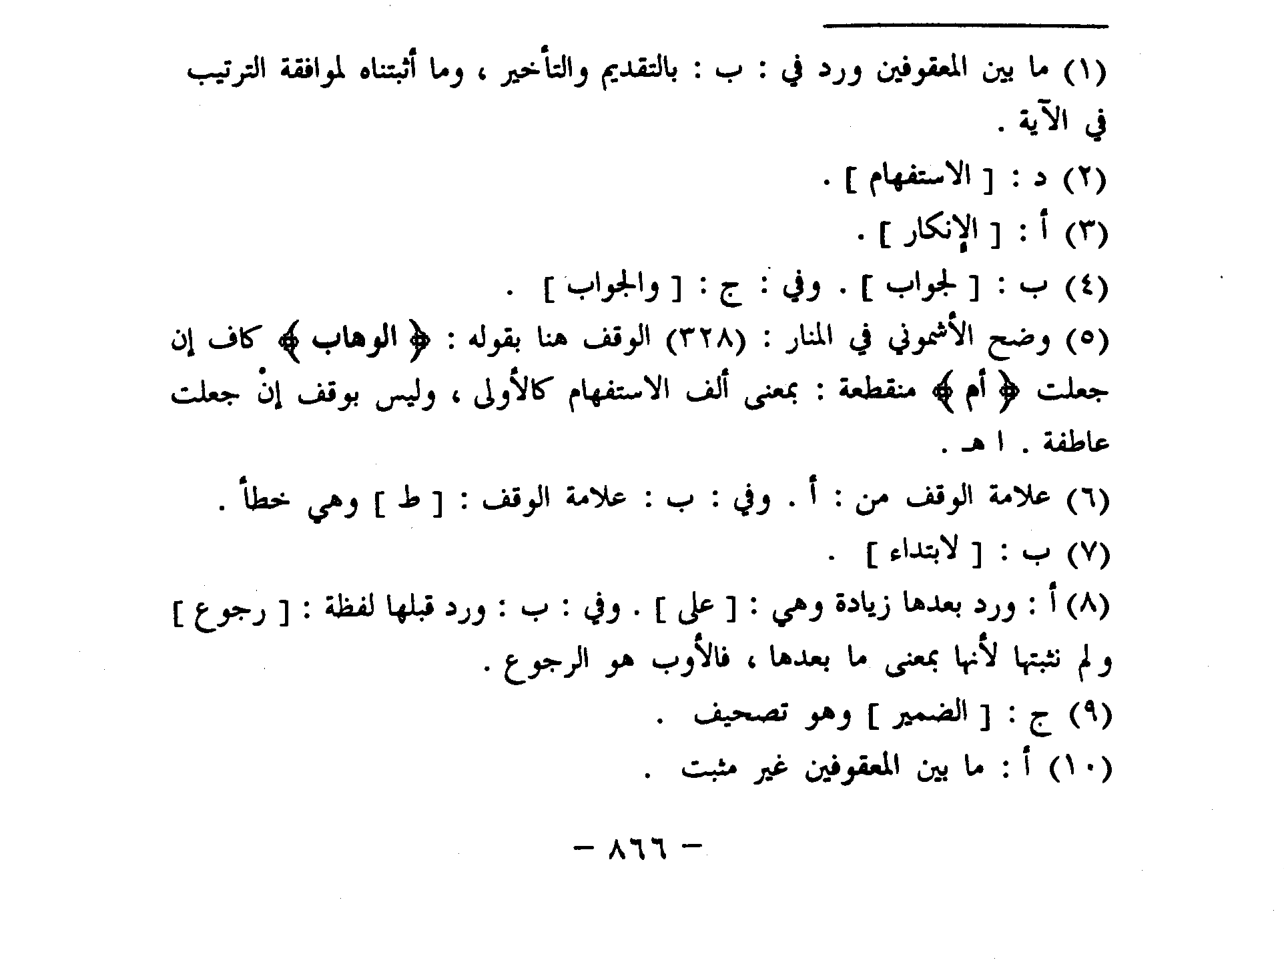 (١) ما بين المعقوفين ورد في : ب : بالتقديم والتأخير ، وما أثبتناه لموافقة الترتيب
في الآية .
(٢) د : [ الاستفهام ] .
(٣) أ : [ الإنكار ] .
(٤) ب : [ لجواب ] . وفي : ج : [ والجواب ] .
(٥) وضح الأشموني في المنار : (٣٢٨) الوقف هنا بقوله : ﴿ الوهاب ﴾ كاف إن
جعلت ﴿ أم ﴾ منقطعة : بمعنى ألف الاستفهام كالأولى ، وليس بوقف إنْ جعلت
عاطفة . ا هـ .
(٦) علامة الوقف من : أ . وفي : ب : علامة الوقف : [ ط ] وهي خطأ .
(٧) ب : [ لابتداء ] .
(٨) أ : ورد بعدها زيادة وهي : [ على ] . وفي : ب : ورد قبلها لفظة : [ رجوع ]
و لم نثبتها لأنها بمعنى ما بعدها ، فالأوب هو الرجوع .
(٩) ج : [ الضمير ] وهو تصحيف .
(١٠) أ : ما بين المعقوفين غير مثبت .
– ٨٦٦ –